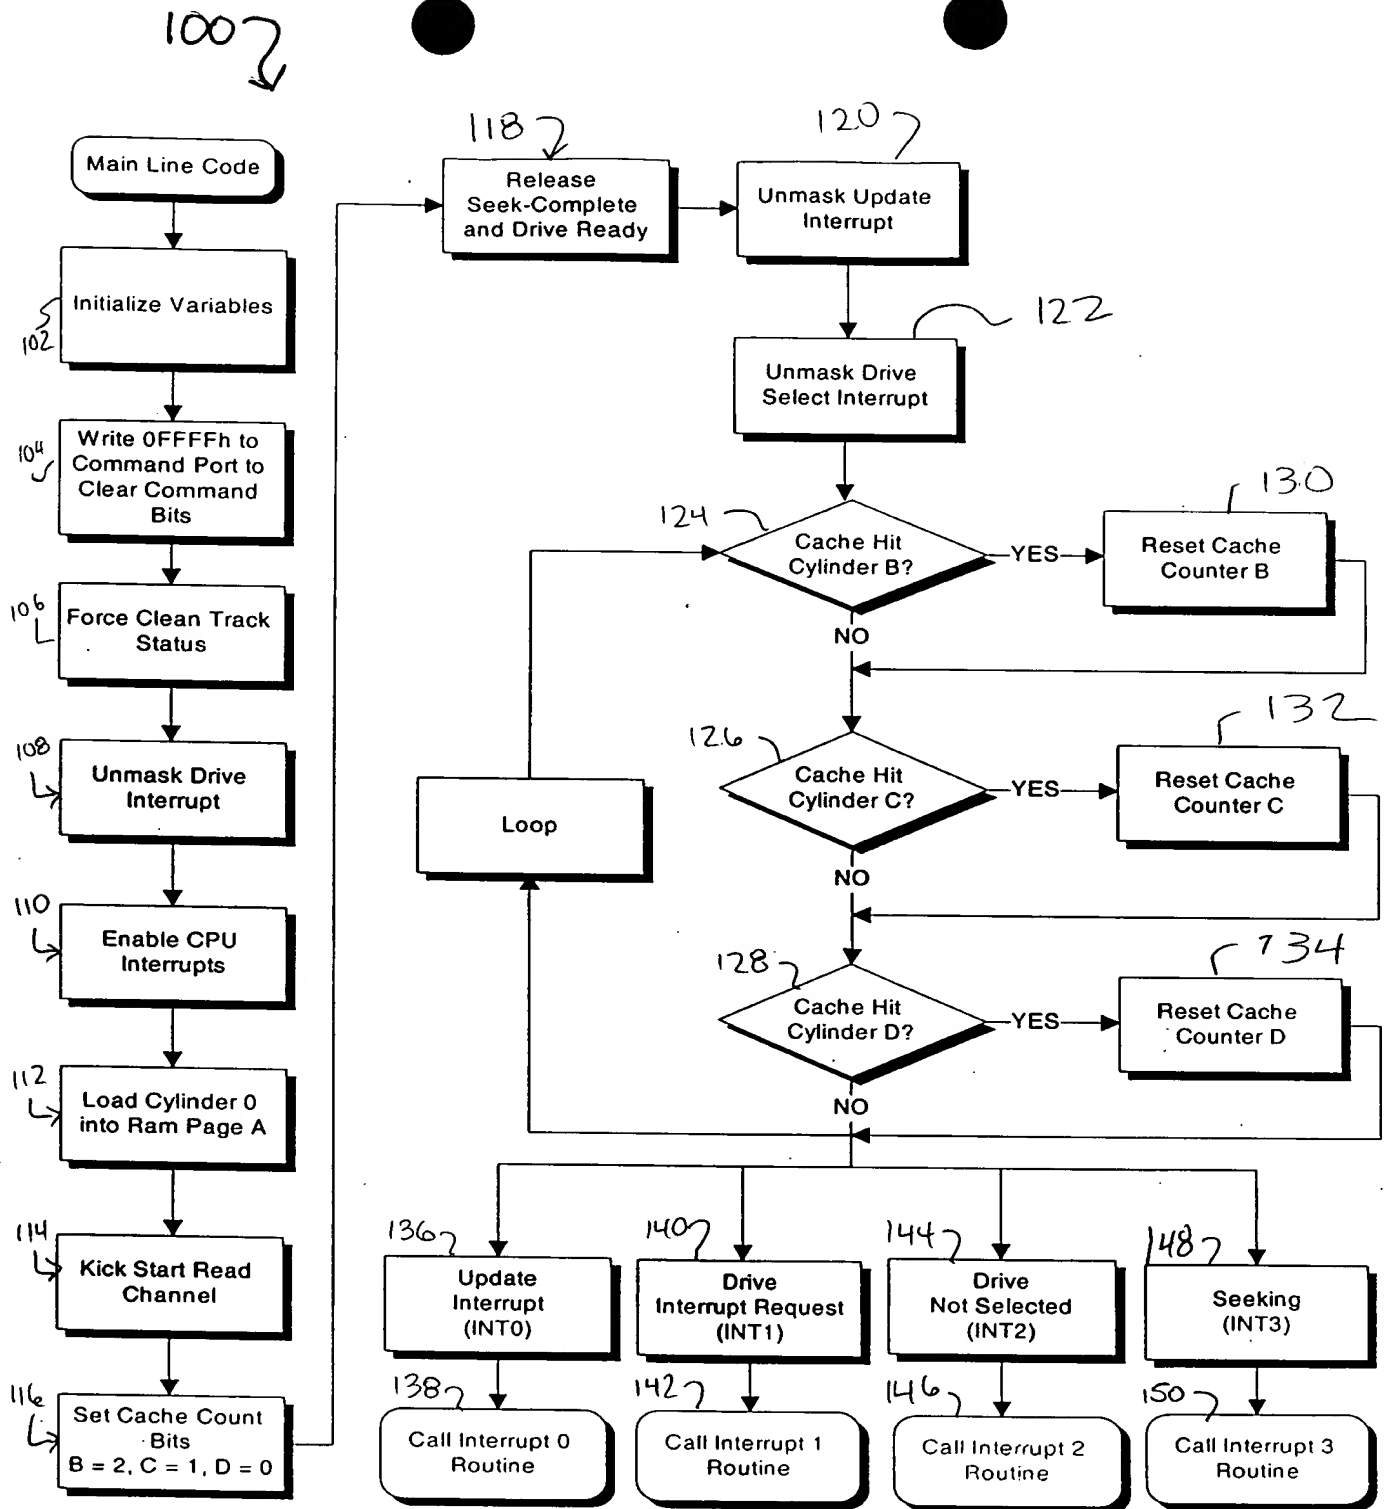 100
Main Line Code
Initialize Variables
102
104
Write 0FFFFh to
Command Port to
Clear Command
Bits
106
Force Clean Track
Status
108
Unmask Drive
Interrupt
110
Enable CPU
Interrupts
112
Load Cylinder 0
into Ram Page A
114
Kick Start Read
Channel
116
Set Cache Count
Bits
B = 2, C = 1, D = 0
118
Release
Seek-Complete
and Drive Ready
120
Unmask Update
Interrupt
122
Unmask Drive
Select Interrupt
124
Cache Hit
Cylinder B?
YES
130
Reset Cache
Counter B
NO
126
Cache Hit
Cylinder C?
YES
132
Reset Cache
Counter C
Loop
NO
128
Cache Hit
Cylinder D?
YES
134
Reset Cache
Counter D
NO
136
Update
Interrupt
(INT0)
140
Drive
Interrupt Request
(INT1)
144
Drive
Not Selected
(INT2)
148
Seeking
(INT3)
138
Call Interrupt 0
Routine
142
Call Interrupt 1
Routine
146
Call Interrupt 2
Routine
150
Call Interrupt 3
Routine